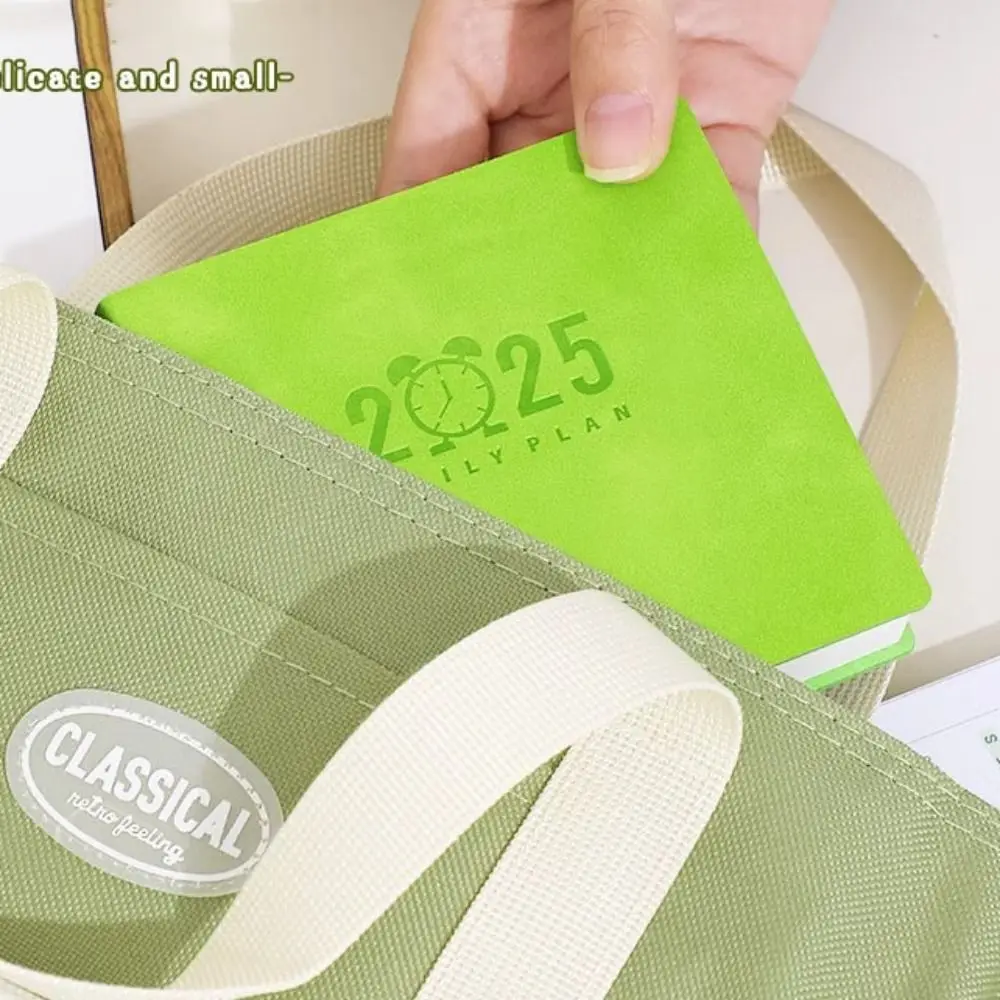 licate and small-
2025
ILY PLAN
CLASSICAL
retro feeling